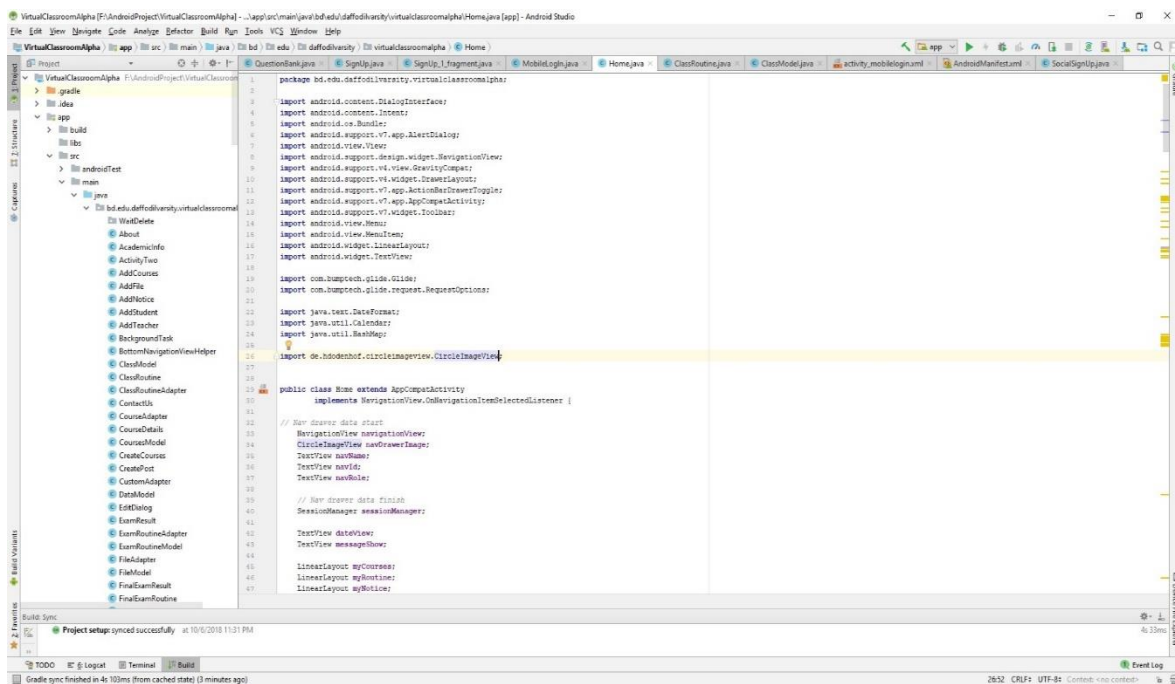 VirtualClassroomAlpha [F:\AndroidProject\VirtualClassroomAlpha] - ...\app\src\main\java\bd\edu\daffodilvarsity\virtualclassroomalpha\Home.java [app] - Android Studio
File Edit View Navigate Code Analyze Refactor Build Run Tools VCS Window Help
VirtualClassroomAlpha app src main java bd edu daffodilvarsity virtualclassroomalpha Home
app
Project
QuestionBank.java SignUp.java SignUp_1_fragment.java MobileLogIn.java Home.java ClassRoutine.java ClassModel.java activity_mobilelogin.xml AndroidManifest.xml SocialSignUp.java
1: Project
Z: Structure
Captures
Build Variants
2: Favorites
VirtualClassroomAlpha F:\AndroidProject\VirtualClassroom
.gradle
.idea
app
build
libs
src
androidTest
main
java
bd.edu.daffodilvarsity.virtualclassroomal
WaitDelete
About
AcademicInfo
ActivityTwo
AddCourses
AddFile
AddNotice
AddStudent
AddTeacher
BackgroundTask
BottomNavigationViewHelper
ClassModel
ClassRoutine
ClassRoutineAdapter
ContactUs
CourseAdapter
CourseDetails
CoursesModel
CreateCourses
CreatePost
CustomAdapter
DataModel
EditDialog
ExamResult
ExamRoutineAdapter
ExamRoutineModel
FileAdapter
FileModel
FinalExamResult
FinalExamRoutine
1 package bd.edu.daffodilvarsity.virtualclassroomalpha;
2
3 import android.content.DialogInterface;
4 import android.content.Intent;
5 import android.os.Bundle;
6 import android.support.v7.app.AlertDialog;
7 import android.view.View;
8 import android.support.design.widget.NavigationView;
9 import android.support.v4.view.GravityCompat;
10 import android.support.v4.widget.DrawerLayout;
11 import android.support.v7.app.ActionBarDrawerToggle;
12 import android.support.v7.app.AppCompatActivity;
13 import android.support.v7.widget.Toolbar;
14 import android.view.Menu;
15 import android.view.MenuItem;
16 import android.widget.LinearLayout;
17 import android.widget.TextView;
18
19 import com.bumptech.glide.Glide;
20 import com.bumptech.glide.request.RequestOptions;
21
22 import java.text.DateFormat;
23 import java.util.Calendar;
24 import java.util.HashMap;
25
26 import de.hdodenhof.circleimageview.CircleImageView;
27
28
29 public class Home extends AppCompatActivity
30 implements NavigationView.OnNavigationItemSelectedListener {
31
32 // Nav drawer data start
33 NavigationView navigationView;
34 CircleImageView navDrawerImage;
35 TextView navName;
36 TextView navId;
37 TextView navRole;
38
39 // Nav drawer data finish
40 SessionManager sessionManager;
41
42 TextView dateView;
43 TextView messageShow;
44
45 LinearLayout myCourses;
46 LinearLayout myRoutine;
47 LinearLayout myNotice;
Build: Sync
Project setup: synced successfully at 10/6/2018 11:31 PM
4s 33ms
TODO 6: Logcat Terminal Build Event Log
Gradle sync finished in 4s 103ms (from cached state) (3 minutes ago) 26:52 CRLF UTF-8 Context: <no context>